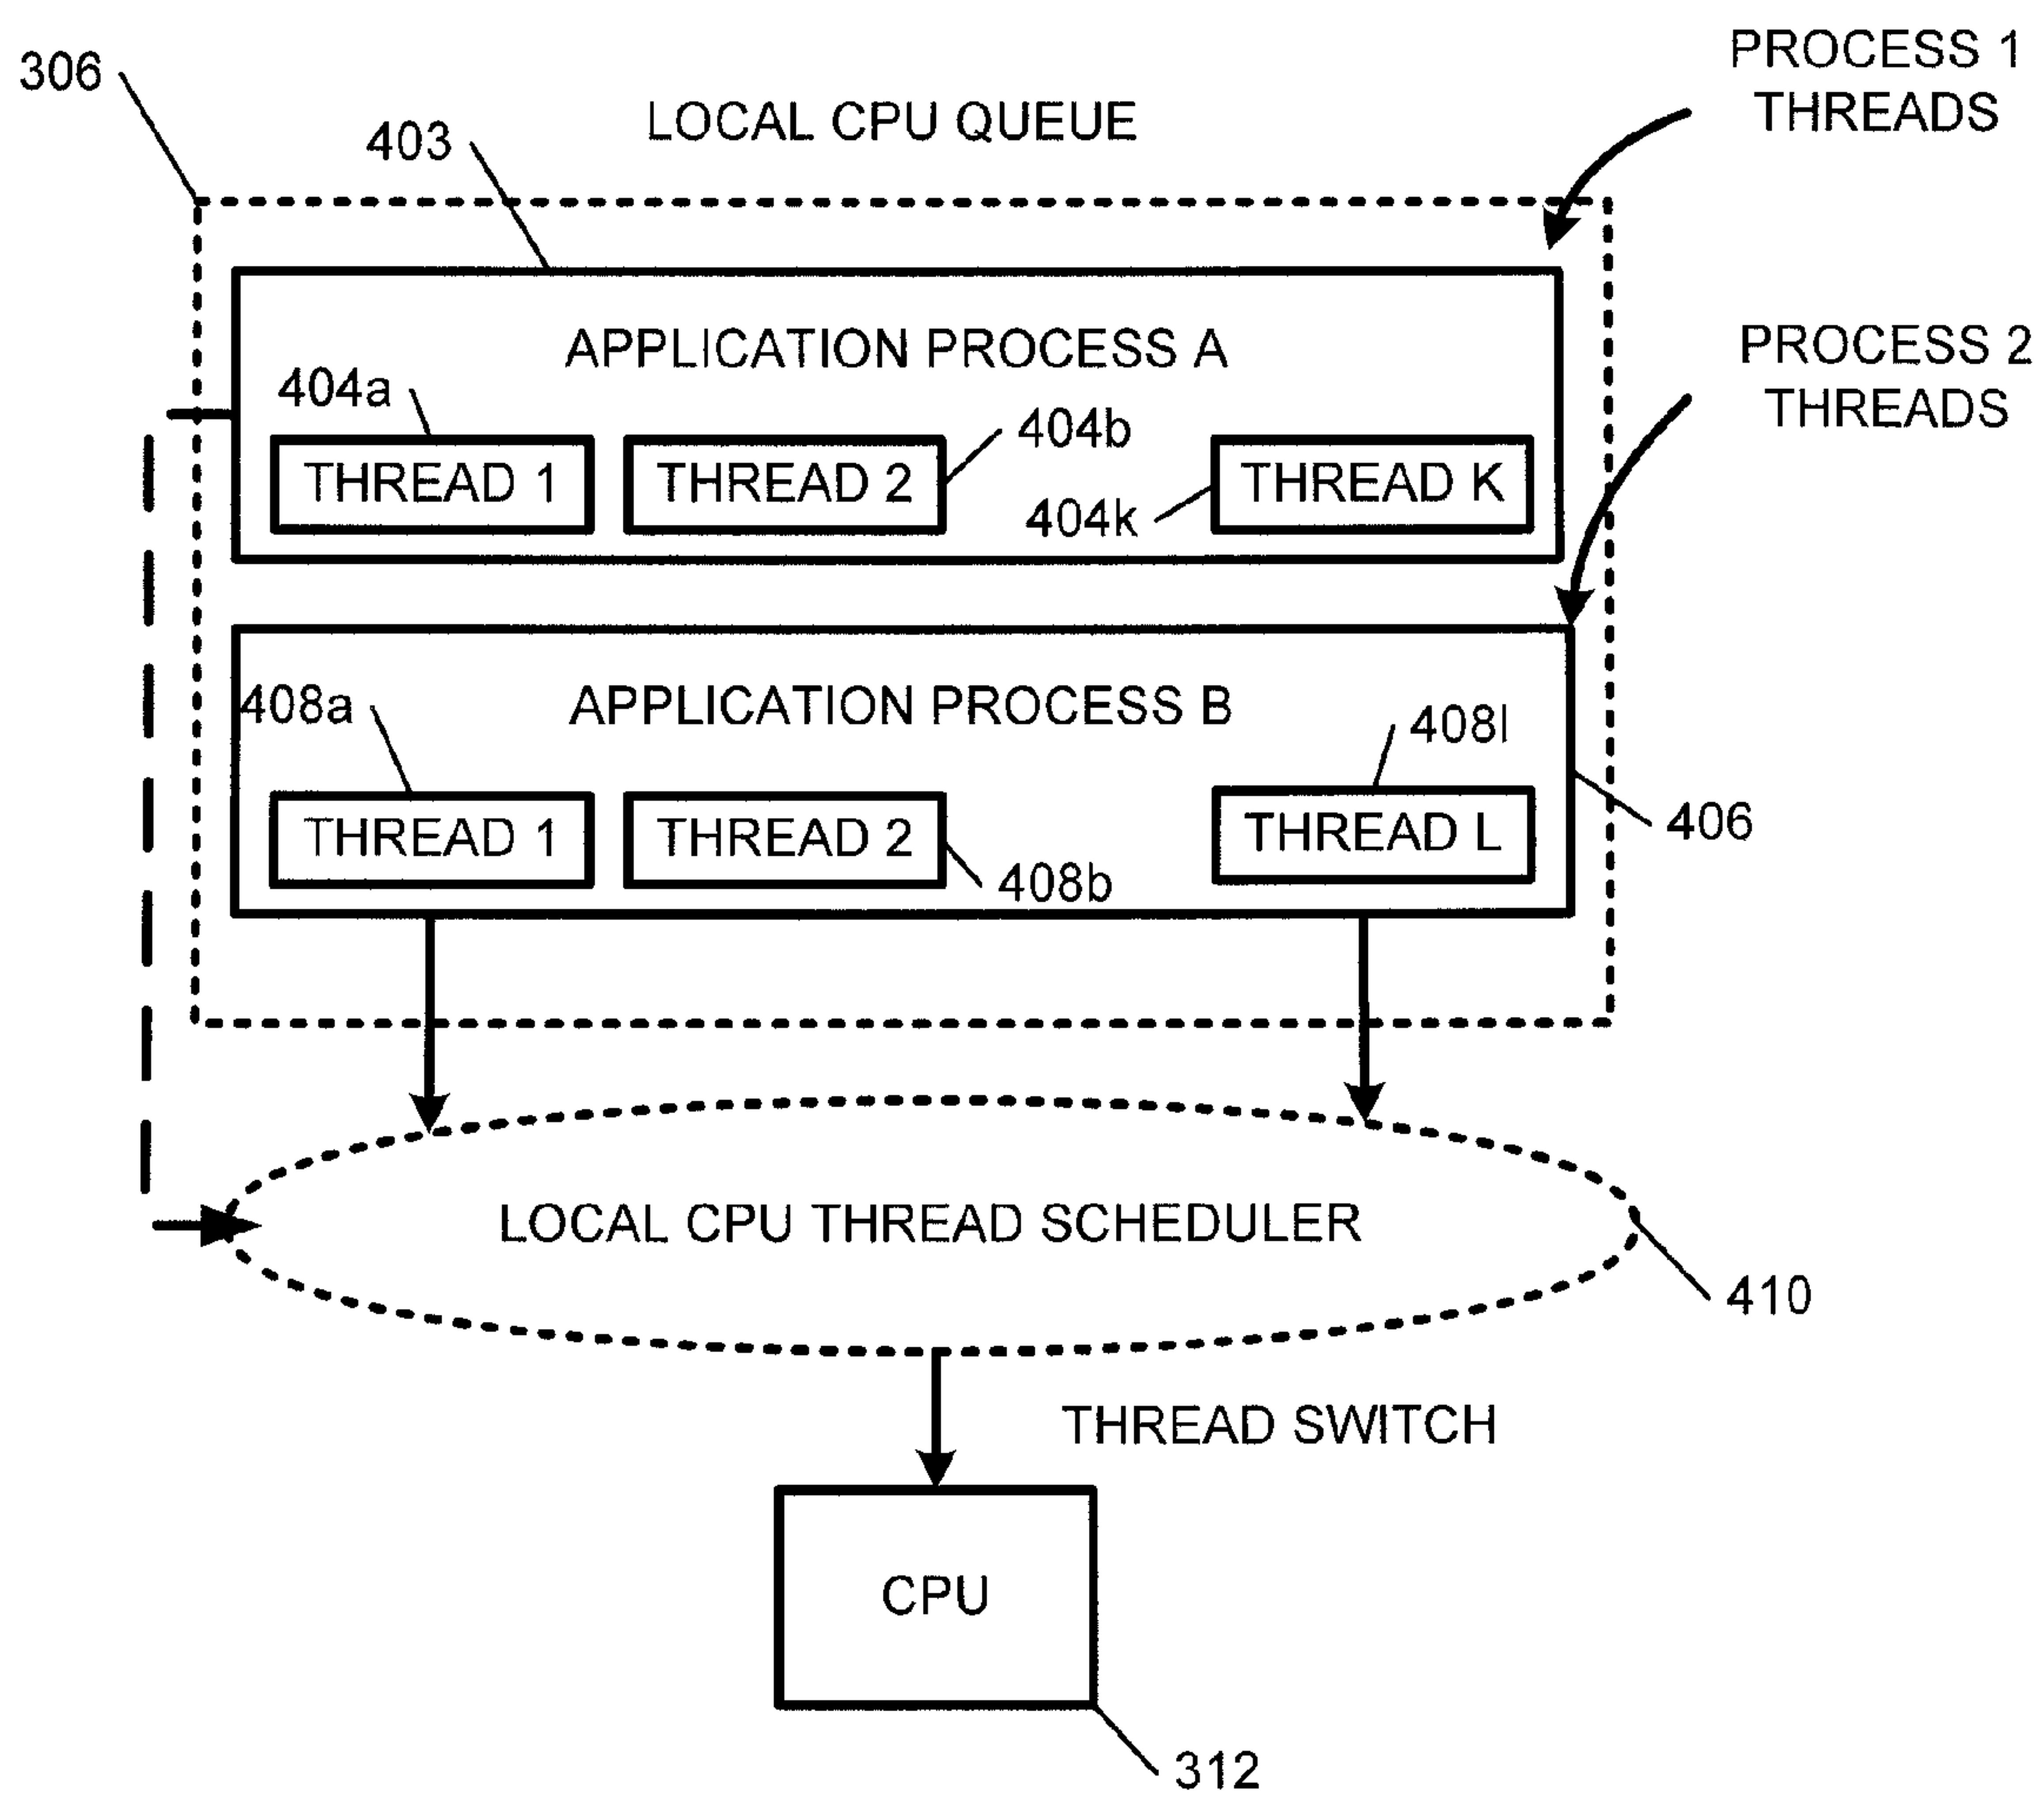 306
403
LOCAL CPU QUEUE
PROCESS 1
THREADS
APPLICATION PROCESS A
PROCESS 2
THREADS
404a
404b
THREAD 1
THREAD 2
404k
THREAD K
408a
APPLICATION PROCESS B
408l
THREAD 1
THREAD 2
408b
THREAD L
406
LOCAL CPU THREAD SCHEDULER
410
THREAD SWITCH
CPU
312